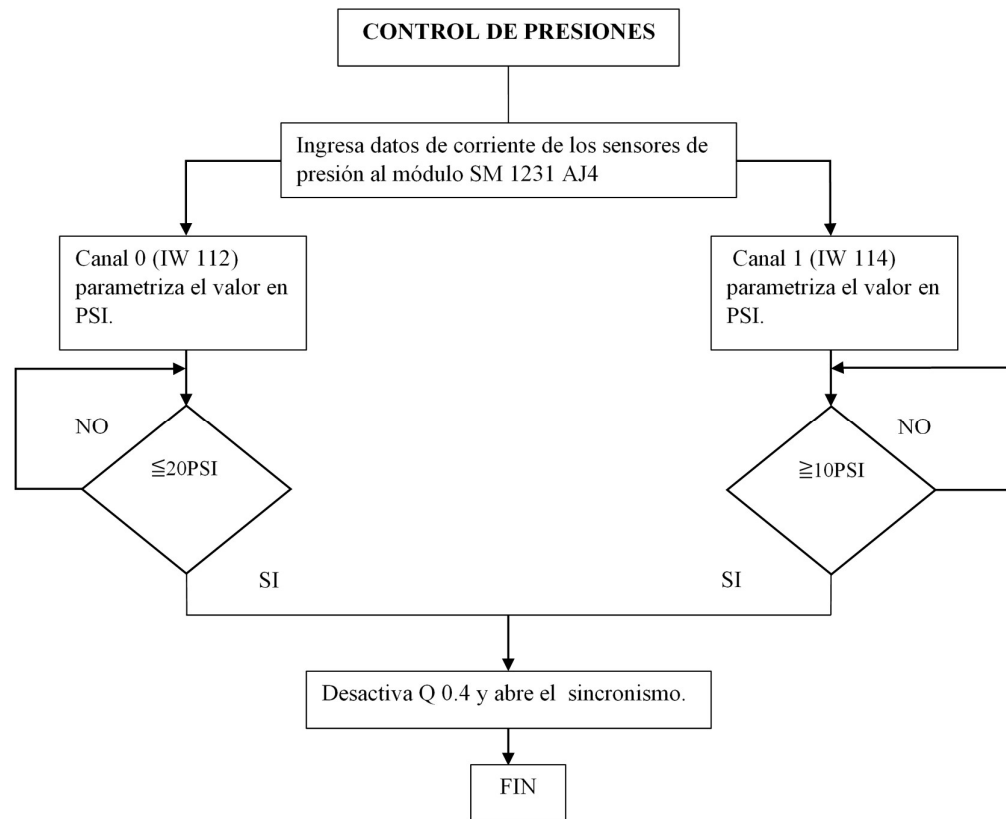 CONTROL DE PRESIONES
Ingresa datos de corriente de los sensores de
presión al módulo SM 1231 AJ4
Canal 0 (IW 112)
parametriza el valor en
PSI.
Canal 1 (IW 114)
parametriza el valor en
PSI.
NO
≦20PSI
SI
NO
≧10PSI
SI
Desactiva Q 0.4 y abre el sincronismo.
FIN